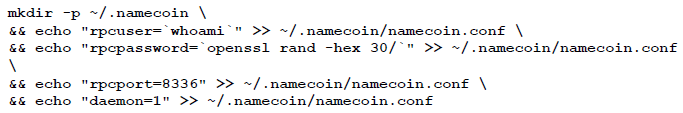 mkdir -p ~/.namecoin \
&& echo "rpcuser=`whoami`" >> ~/.namecoin/namecoin.conf \
&& echo "rpcpassword=`openssl rand -hex 30/`" >> ~/.namecoin/namecoin.conf
\
&& echo "rpcport=8336" >> ~/.namecoin/namecoin.conf \
&& echo "daemon=1" >> ~/.namecoin/namecoin.conf